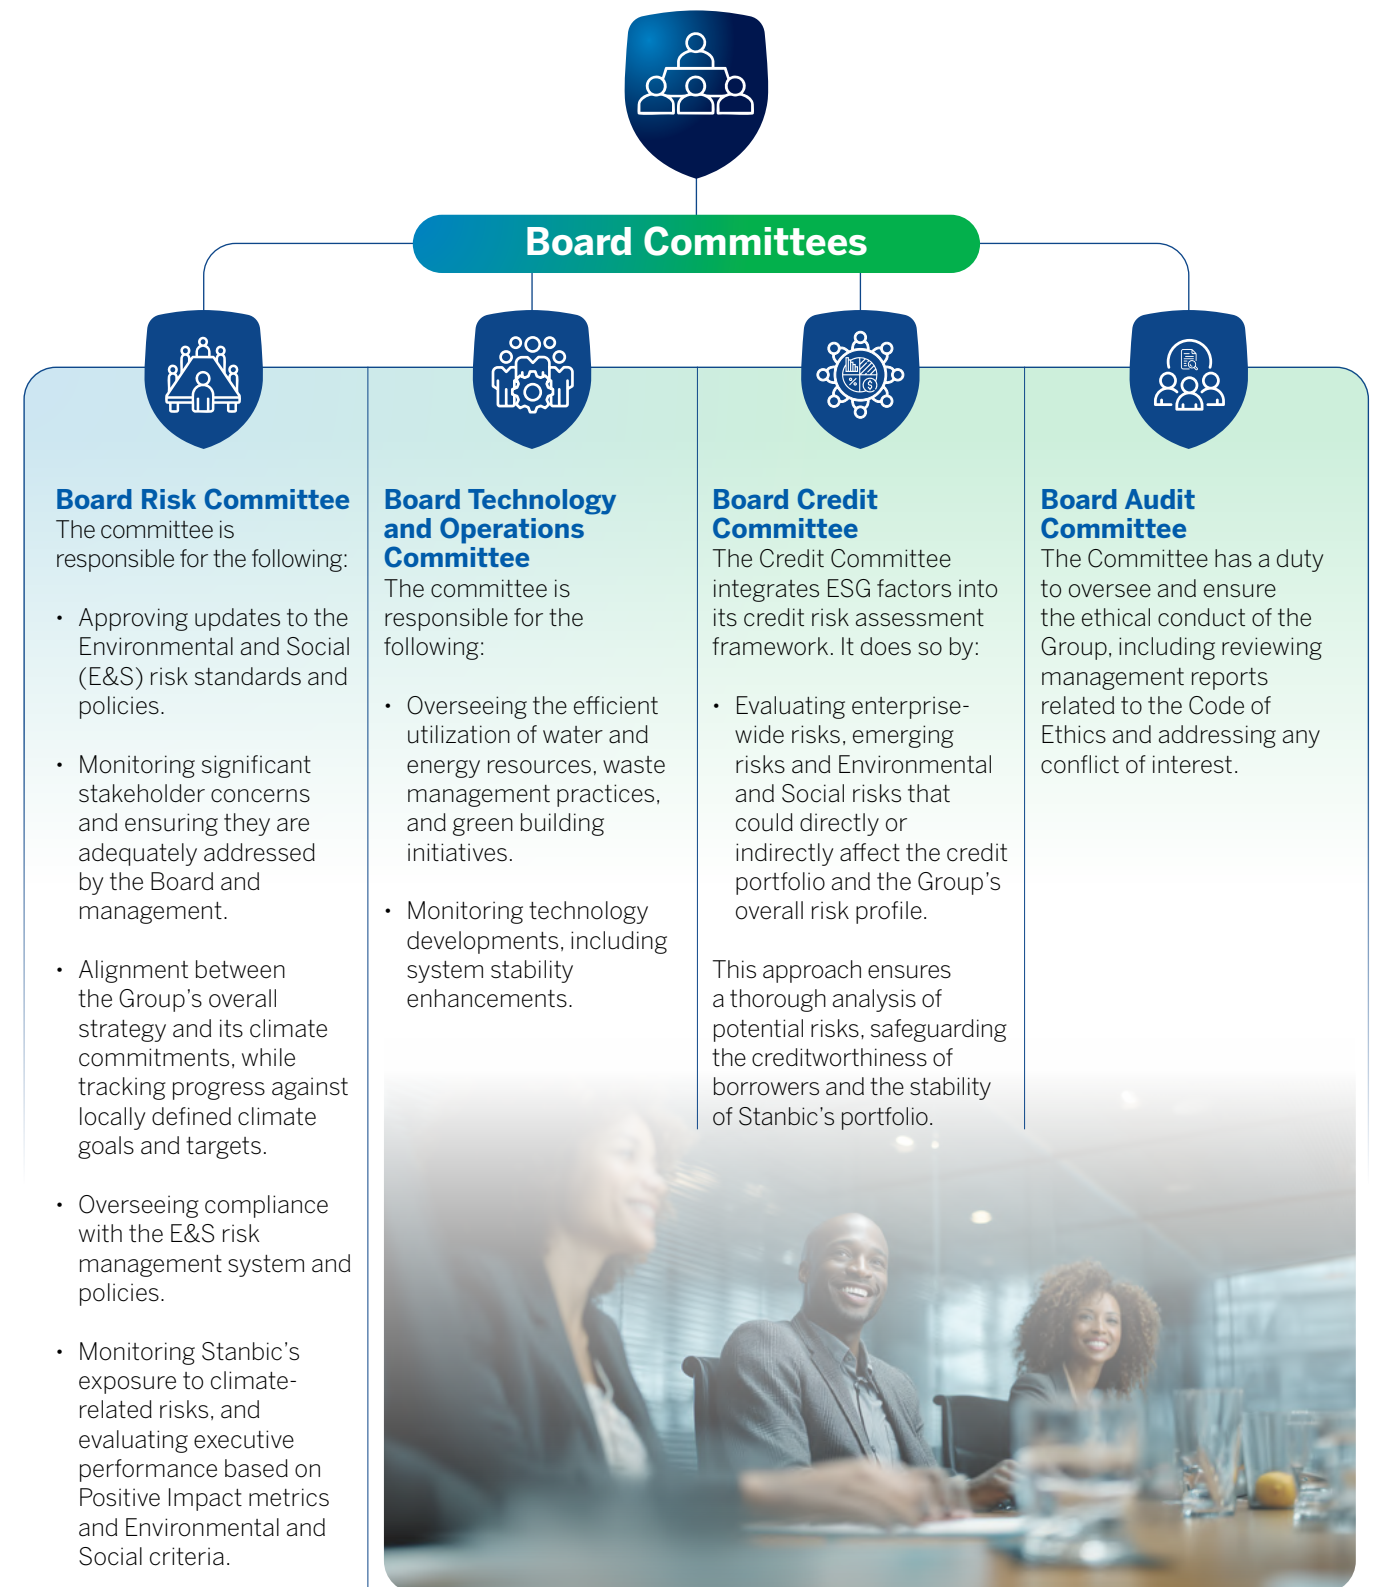 Board Committees
Board Risk Committee
The committee is
responsible for the following:
• Approving updates to the
Environmental and Social
(E&S) risk standards and
policies.
• Monitoring significant
stakeholder concerns
and ensuring they are
adequately addressed
by the Board and
management.
• Alignment between
the Group's overall
strategy and its climate
commitments, while
tracking progress against
locally defined climate
goals and targets.
• Overseeing compliance
with the E&S risk
management system and
policies.
• Monitoring Stanbic's
exposure to climate-
related risks, and
evaluating executive
performance based on
Positive Impact metrics
and Environmental and
Social criteria.
Board Technology
and Operations
Committee
The committee is
responsible for the
following:
• Overseeing the efficient
utilization of water and
energy resources, waste
management practices,
and green building
initiatives.
• Monitoring technology
developments, including
system stability
enhancements.
Board Credit
Committee
The Credit Committee
integrates ESG factors into
its credit risk assessment
framework. It does so by:
• Evaluating enterprise-
wide risks, emerging
risks and Environmental
and Social risks that
could directly or
indirectly affect the credit
portfolio and the Group's
overall risk profile.
This approach ensures
a thorough analysis of
potential risks, safeguarding
the creditworthiness of
borrowers and the stability
of Stanbic's portfolio.
Board Audit
Committee
The Committee has a duty
to oversee and ensure
the ethical conduct of the
Group, including reviewing
management reports
related to the Code of
Ethics and addressing any
conflict of interest.